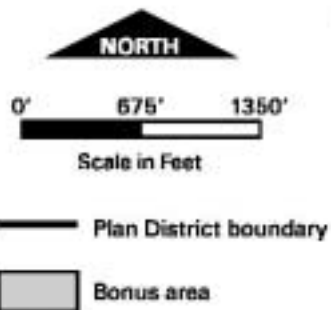 NORTH
0' 675' 1350'
Scale in Feet
Plan District boundary
Bonus area